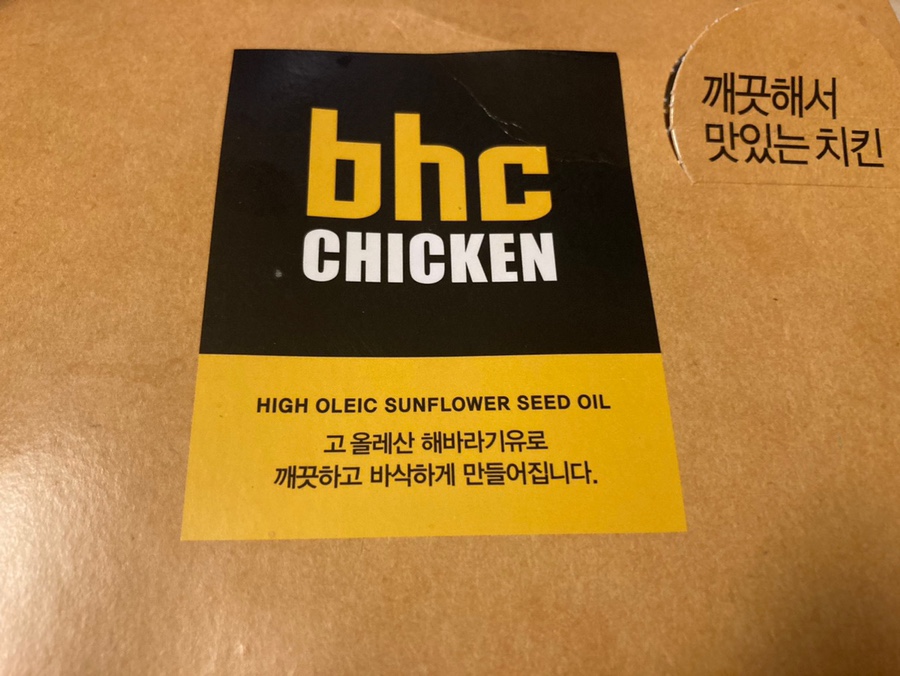 bhc
CHICKEN
HIGH OLEIC SUNFLOWER SEED OIL
고 올레산 해바라기유로
깨끗하고 바삭하게 만들어집니다.
깨끗해서
맛있는 치킨